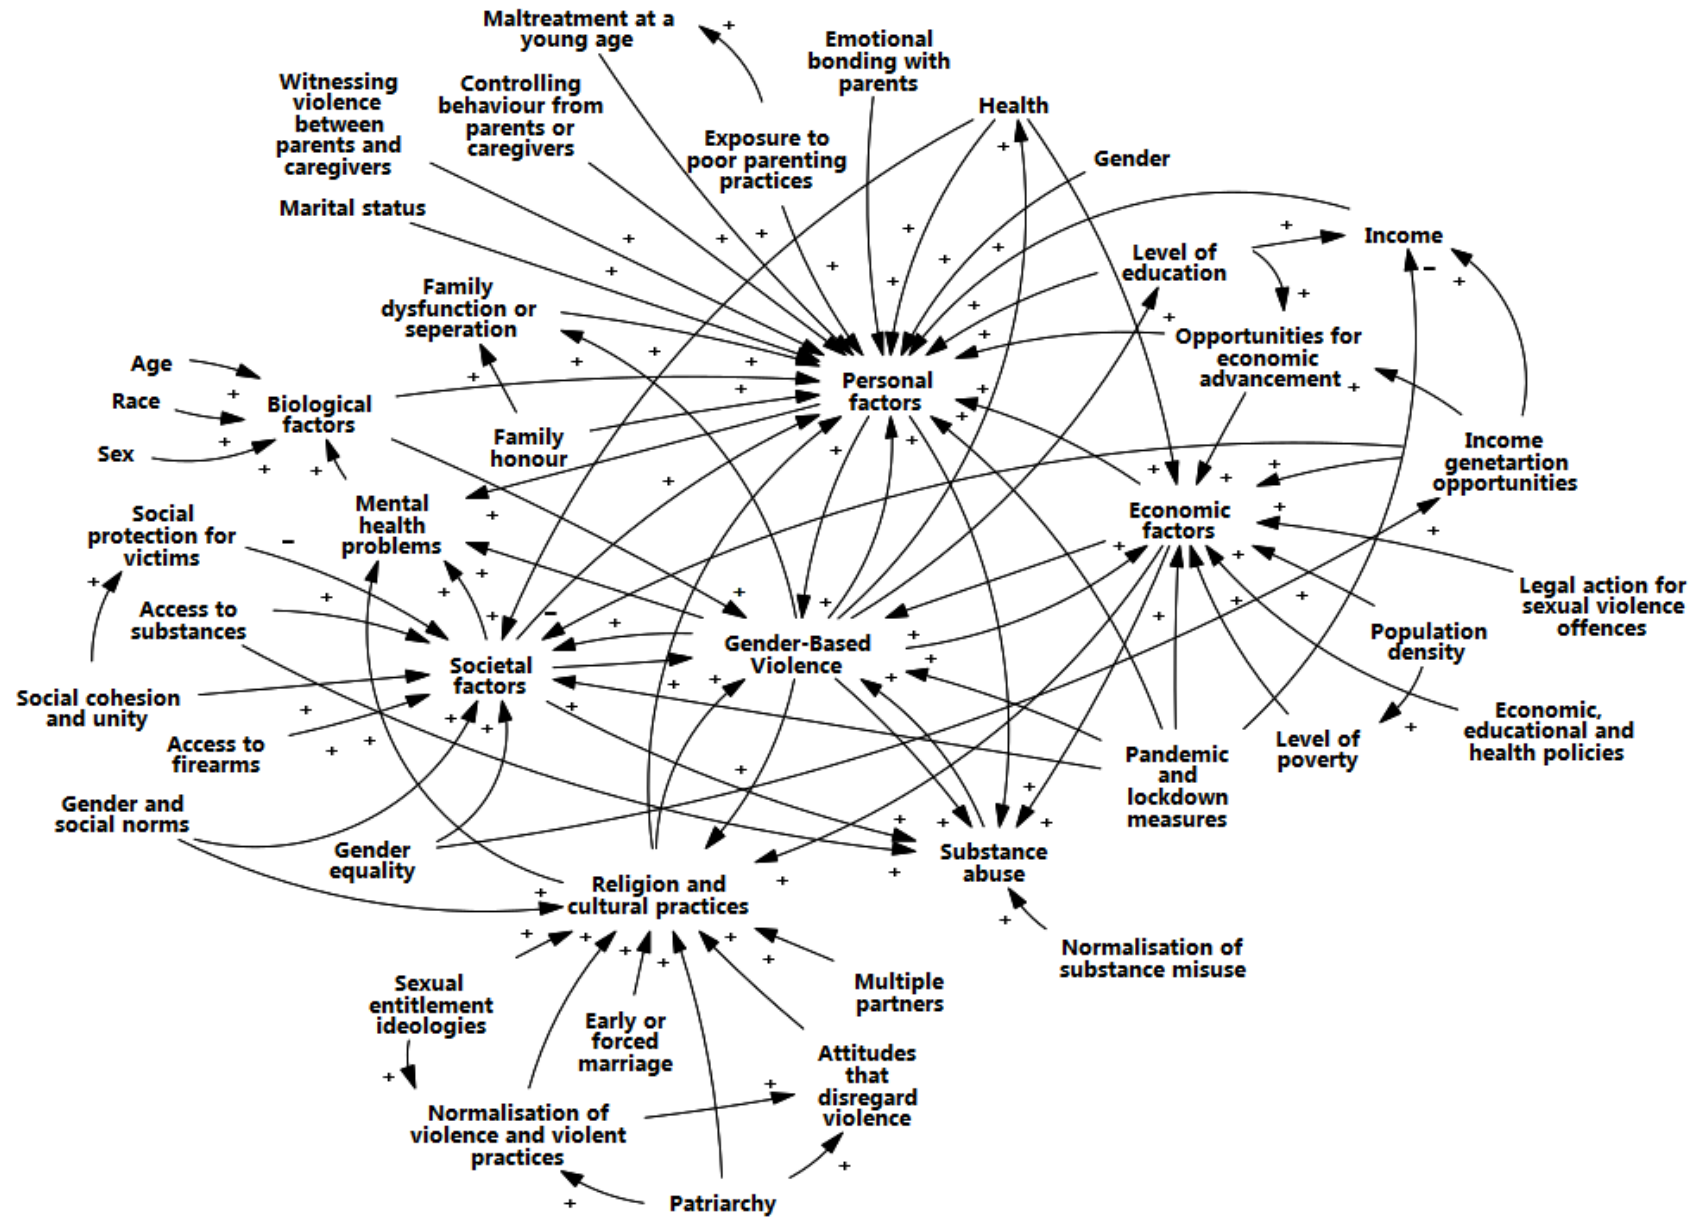 Maltreatment at a
young age
Emotional
bonding with
parents
Witnessing
violence
between
parents and
caregivers
Controlling
behaviour from
parents or
caregivers
Health
Exposure to
poor parenting
practices
Gender
Marital status
Income
Level of
education
Family
dysfunction or
seperation
Opportunities for
economic
advancement
Age
Race
Sex
Biological
factors
Personal
factors
Family
honour
Income
genetartion
opportunities
Mental
health
problems
Social
protection for
victims
Economic
factors
Legal action for
sexual violence
offences
Access to
substances
Population
density
Gender-Based
Violence
Societal
factors
Social cohesion
and unity
Access to
firearms
Economic,
educational and
health policies
Level of
poverty
Pandemic
and
lockdown
measures
Gender and
social norms
Gender
equality
Substance
abuse
Religion and
cultural practices
Normalisation of
substance misuse
Sexual
entitlement
ideologies
Multiple
partners
Early or
forced
marriage
Attitudes
that
disregard
violence
Normalisation of
violence and violent
practices
Patriarchy